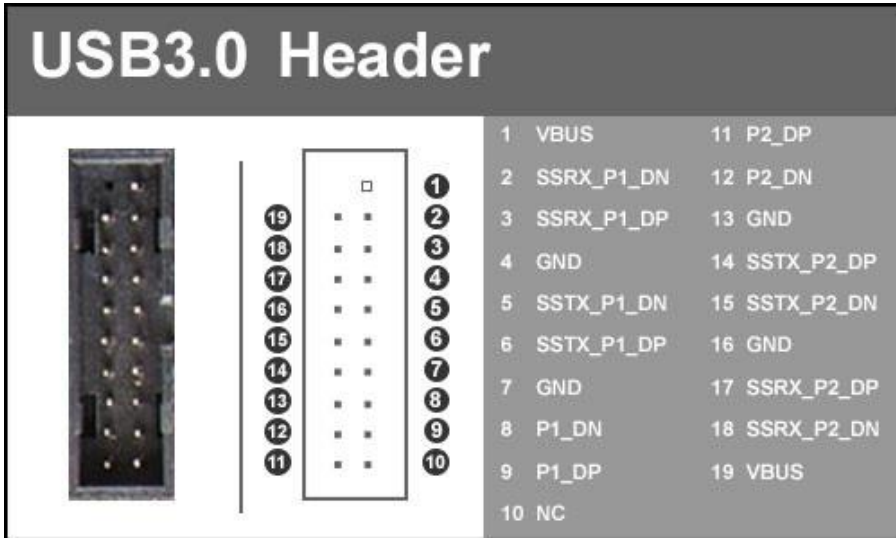 USB3.0 Header
1
19 2
18 3
17 4
16 5
15 6
14 7
13 8
12 9
11 10
1 VBUS 11 P2_DP
2 SSRX_P1_DN 12 P2_DN
3 SSRX_P1_DP 13 GND
4 GND 14 SSTX_P2_DP
5 SSTX_P1_DN 15 SSTX_P2_DN
6 SSTX_P1_DP 16 GND
7 GND 17 SSRX_P2_DP
8 P1_DN 18 SSRX_P2_DN
9 P1_DP 19 VBUS
10 NC